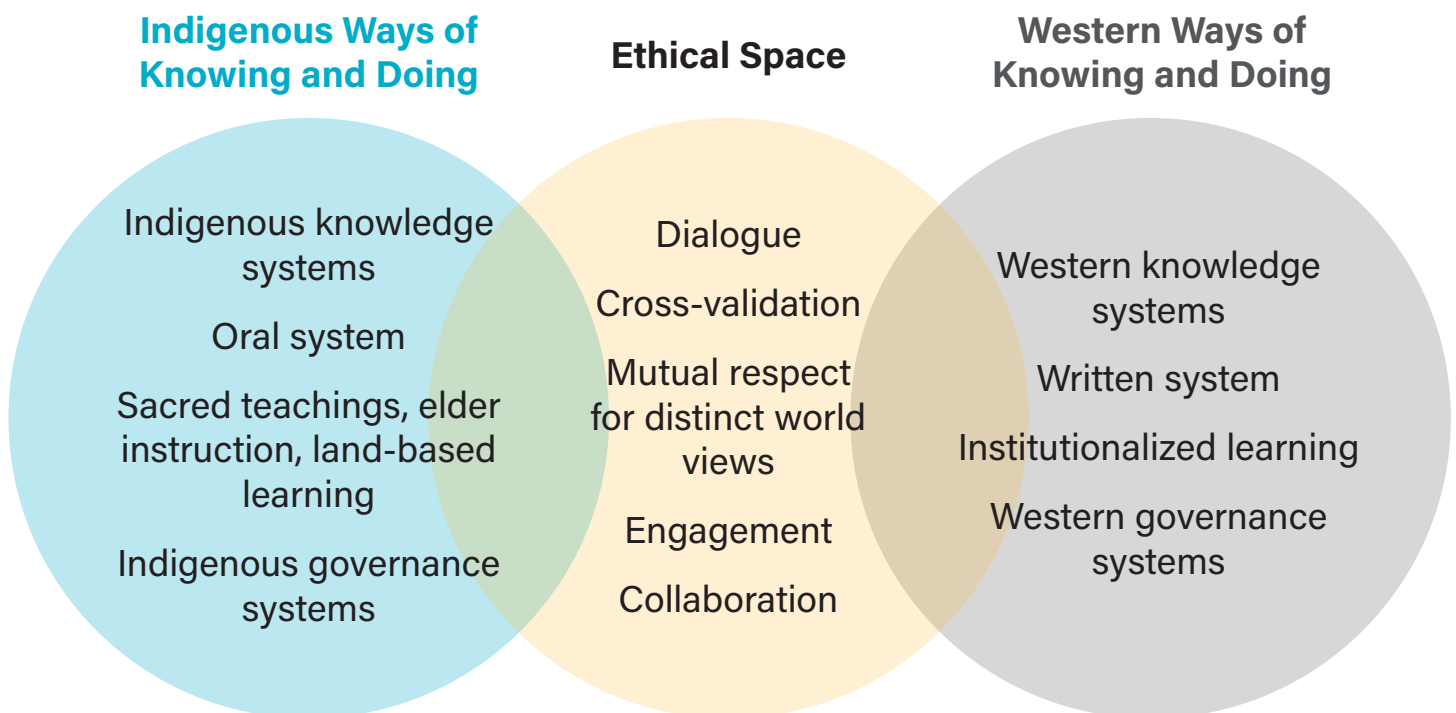 Indigenous Ways of
Knowing and Doing
Indigenous knowledge
systems
Oral system
Sacred teachings, elder
instruction, land-based
learning
Indigenous governance
systems
Ethical Space
Dialogue
Cross-validation
Mutual respect
for distinct world
views
Engagement
Collaboration
Western Ways of
Knowing and Doing
Western knowledge
systems
Written system
Institutionalized learning
Western governance
systems